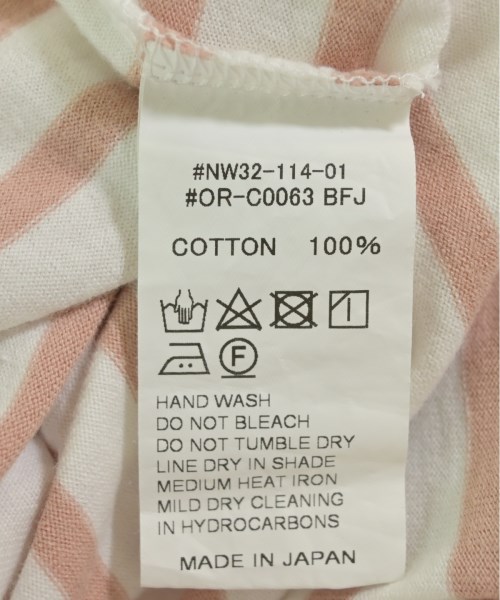 #NW32-114-01
#OR-C0063 BFJ
COTTON 100%
F
HAND WASH
DO NOT BLEACH
DO NOT TUMBLE DRY
LINE DRY IN SHADE
MEDIUM HEAT IRON
MILD DRY CLEANING
IN HYDROCARBONS
MADE IN JAPAN